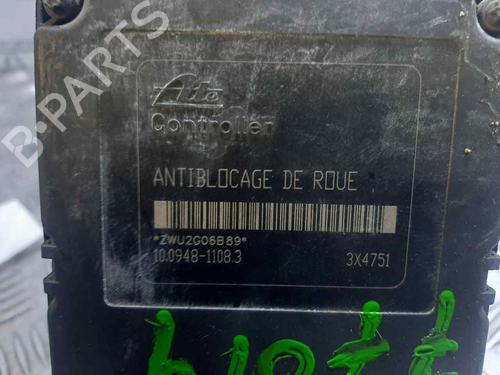 B-PARTS
Ate
Controller
ANTIBLOCAGE DE ROUE
*ZWU2G06B89*
10.0948-1108.3 3X4751